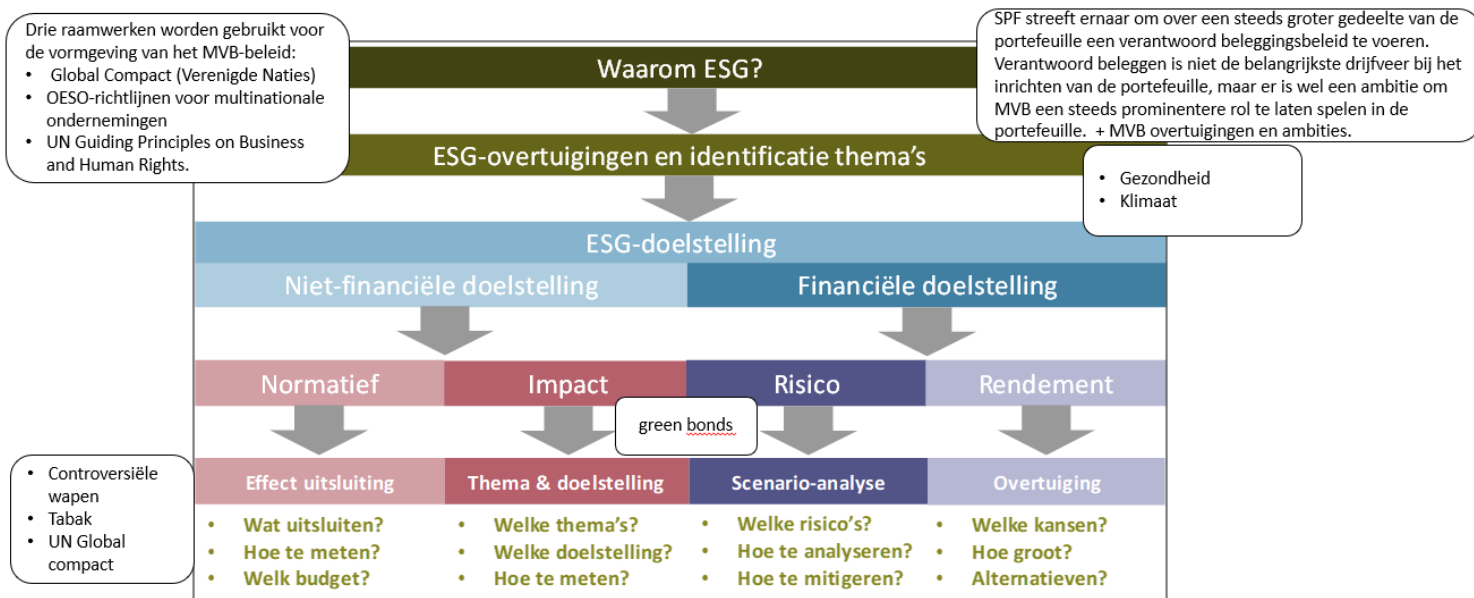 Drie raamwerken worden gebruikt voor
de vormgeving van het MVB-beleid:
• Global Compact (Verenigde Naties)
• OESO-richtlijnen voor multinationale
ondernemingen
• UN Guiding Principles on Business
and Human Rights.
SPF streeft ernaar om over een steeds groter gedeelte van de
portefeuille een verantwoord beleggingsbeleid te voeren.
Verantwoord beleggen is niet de belangrijkste drijfveer bij het
inrichten van de portefeuille, maar er is wel een ambitie om
MVB een steeds prominentere rol te laten spelen in de
portefeuille. + MVB overtuigingen en ambities.
Waarom ESG?
ESG-overtuigingen en identificatie thema's
• Gezondheid
• Klimaat
ESG-doelstelling
Niet-financiële doelstelling
Financiële doelstelling
Normatief
Impact
Risico
Rendement
green bonds
• Controversiële
wapen
• Tabak
• UN Global
compact
Effect uitsluiting
Thema & doelstelling
Scenario-analyse
Overtuiging
• Wat uitsluiten?
• Hoe te meten?
• Welk budget?
• Welke thema's?
• Welke doelstelling?
• Hoe te meten?
• Welke risico's?
• Hoe te analyseren?
• Hoe te mitigeren?
• Welke kansen?
• Hoe groot?
• Alternatieven?